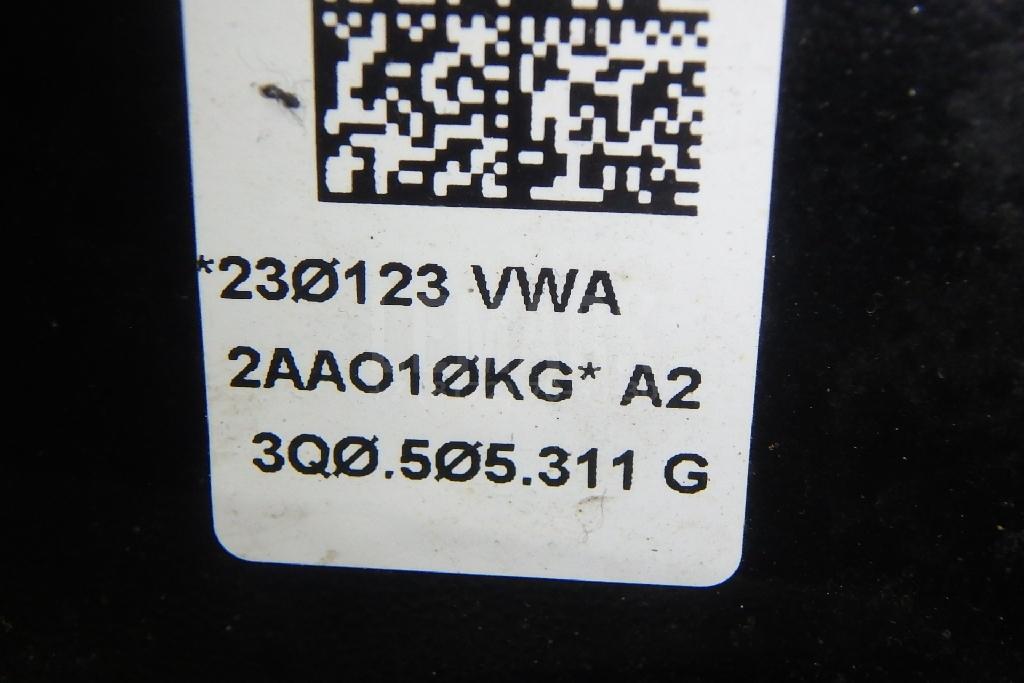 *23Ø123 VWA
2AAO1ØKG* A2
3QØ.5Ø5.311 G